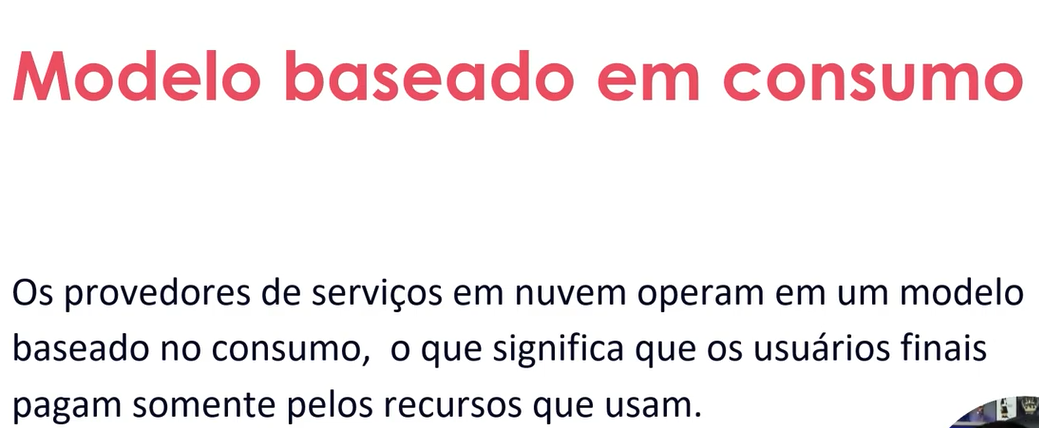 Modelo baseado em consumo
Os provedores de serviços em nuvem operam em um modelo
baseado no consumo, o que significa que os usuários finais
pagam somente pelos recursos que usam.